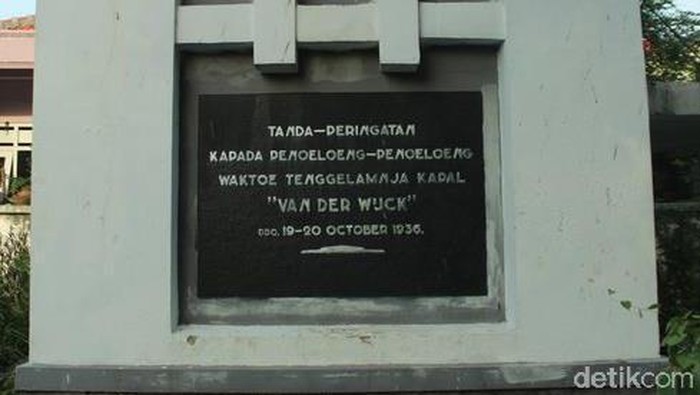 TANDA-PERINGATAN
KAPADA PENOELOENG-PENOELOENG
WAKTOE TENGGELAMNJA KAPAL
"VAN DER WIJCK"
DDO. 19-20 OCTOBER 1936.
detikcom